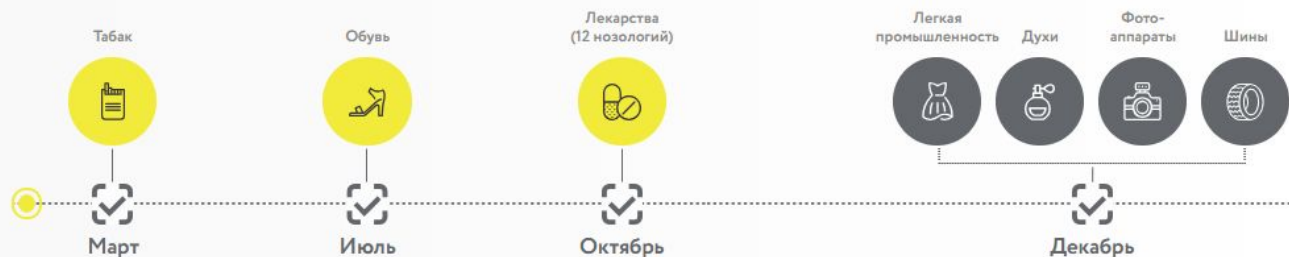 Табак
Обувь
Лекарства
(12 нозологий)
Легкая
промышленность
Духи
Фото-
аппараты
Шины
Март
Июль
Октябрь
Декабрь